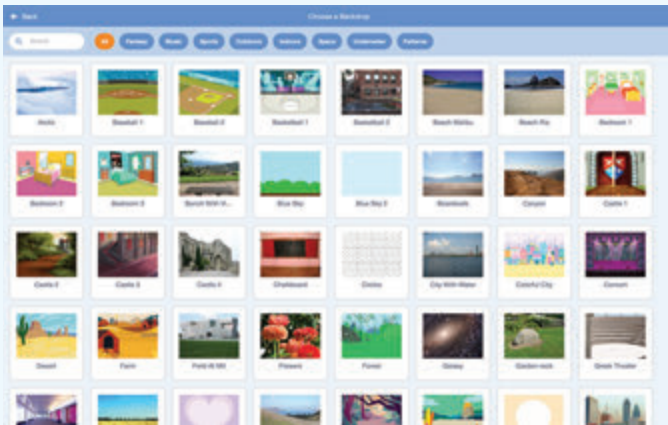 Back
Choose a Backdrop
Search
All Fantasy Music Sports Outdoors Indoors Space Underwater Patterns
Arctic Baseball 1 Baseball 2 Basketball 1 Basketball 2 Beach Malibu Beach Rio Bedroom 1
Bedroom 2 Bedroom 3 Bench With V... Blue Sky Blue Sky 2 Boardwalk Canyon Castle 1
Castle 2 Castle 3 Castle 4 Chalkboard Circles City With Water Colorful City Concert
Desert Farm Field At Mit Flowers Forest Galaxy Garden-rock Greek Theater